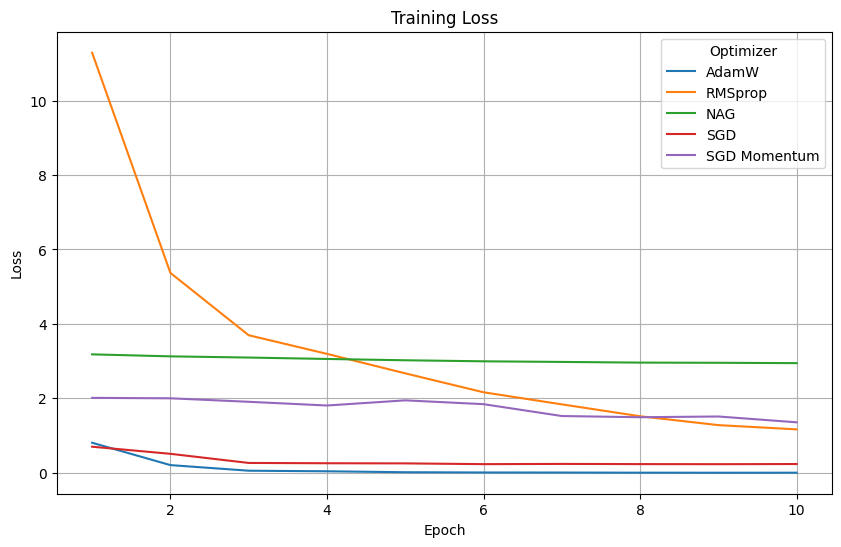 Training Loss
Optimizer
AdamW
RMSprop
NAG
SGD
SGD Momentum
Loss
10
8
6
4
2
0
2
4
6
8
10
Epoch